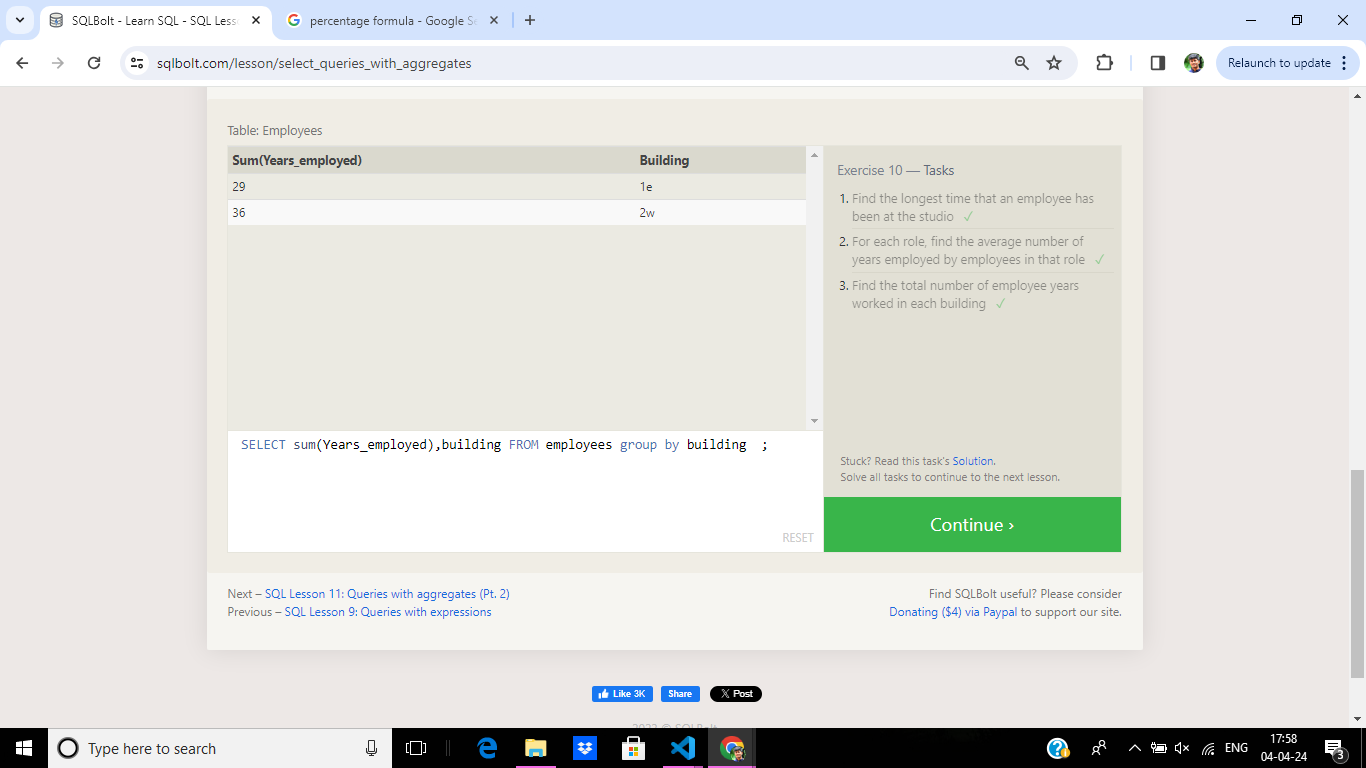 SQLBolt - Learn SQL - SQL Less
percentage formula - Google Se
sqlbolt.com/lesson/select_queries_with_aggregates
Relaunch to update
Table: Employees
Sum(Years_employed) Building
29 1e
36 2w
Exercise 10 — Tasks
1. Find the longest time that an employee has
been at the studio ✓
2. For each role, find the average number of
years employed by employees in that role ✓
3. Find the total number of employee years
worked in each building ✓
Stuck? Read this task's Solution.
Solve all tasks to continue to the next lesson.
SELECT sum(Years_employed),building FROM employees group by building ;
RESET
Continue ›
Next – SQL Lesson 11: Queries with aggregates (Pt. 2)
Previous – SQL Lesson 9: Queries with expressions
Find SQLBolt useful? Please consider
Donating ($4) via Paypal to support our site.
Like 3K Share X Post
Type here to search
ENG
17:58
04-04-24
3